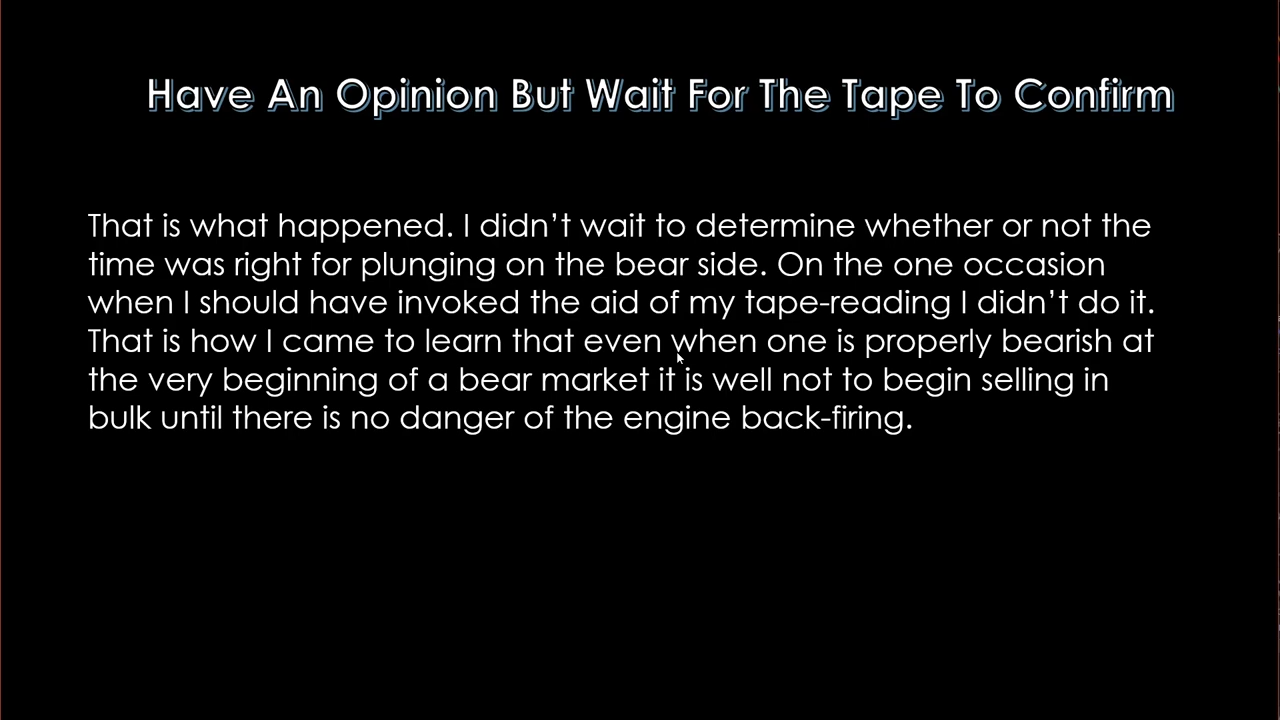 Have An Opinion But Wait For The Tape To Confirm
That is what happened. I didn’t wait to determine whether or not the
time was right for plunging on the bear side. On the one occasion
when I should have invoked the aid of my tape-reading I didn’t do it.
That is how I came to learn that even when one is properly bearish at
the very beginning of a bear market it is well not to begin selling in
bulk until there is no danger of the engine back-firing.